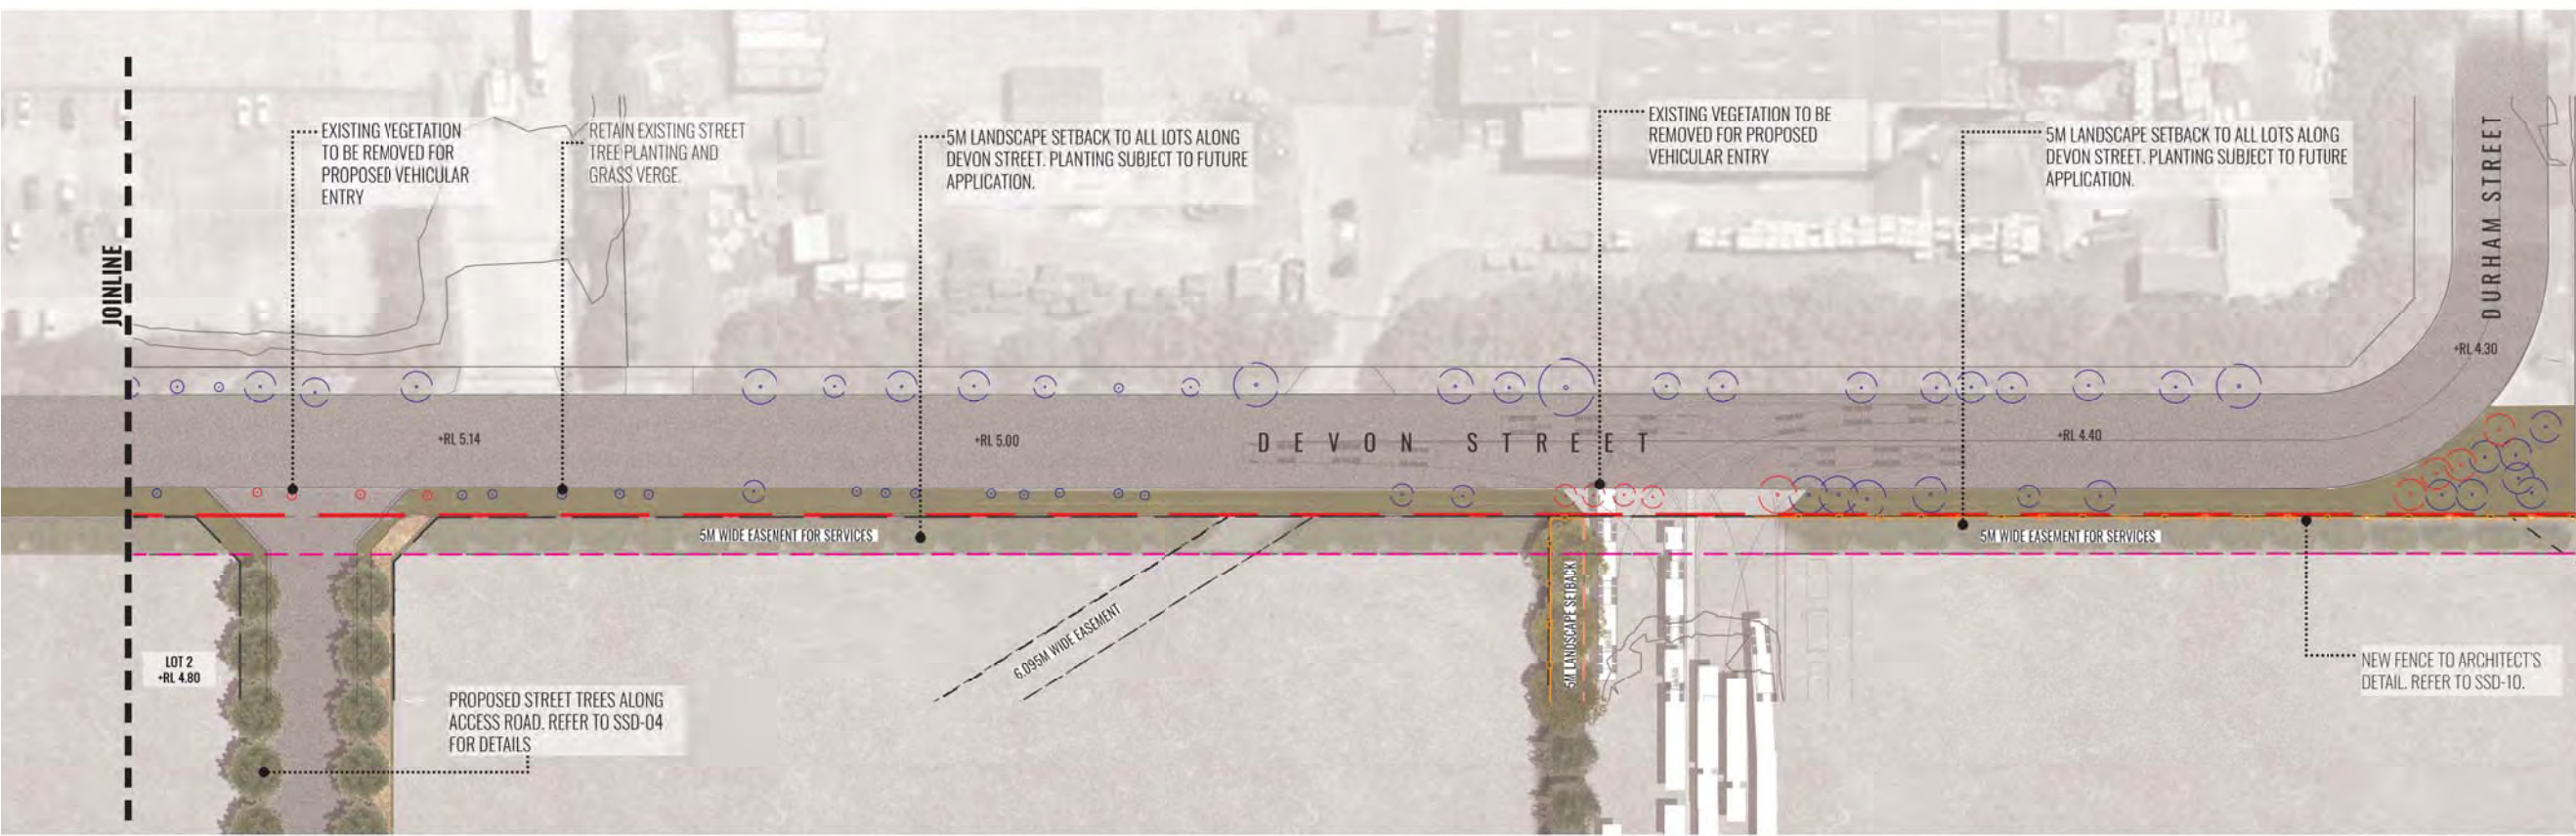 EXISTING VEGETATION
TO BE REMOVED FOR
PROPOSED VEHICULAR
ENTRY
RETAIN EXISTING STREET
TREE PLANTING AND
GRASS VERGE.
5M LANDSCAPE SETBACK TO ALL LOTS ALONG
DEVON STREET. PLANTING SUBJECT TO FUTURE
APPLICATION.
EXISTING VEGETATION TO BE
REMOVED FOR PROPOSED
VEHICULAR ENTRY
5M LANDSCAPE SETBACK TO ALL LOTS ALONG
DEVON STREET. PLANTING SUBJECT TO FUTURE
APPLICATION.
DURHAM STREET
JOINLINE
+RL 4.30
+RL 5.14
+RL 5.00
DEVON STREET
+RL 4.40
5M WIDE EASEMENT FOR SERVICES
5M WIDE EASEMENT FOR SERVICES
6.095M WIDE EASEMENT
5M LANDSCAPE SETBACK
LOT 2
+RL 4.80
PROPOSED STREET TREES ALONG
ACCESS ROAD. REFER TO SSD-04
FOR DETAILS
NEW FENCE TO ARCHITECT'S
DETAIL. REFER TO SSD-10.